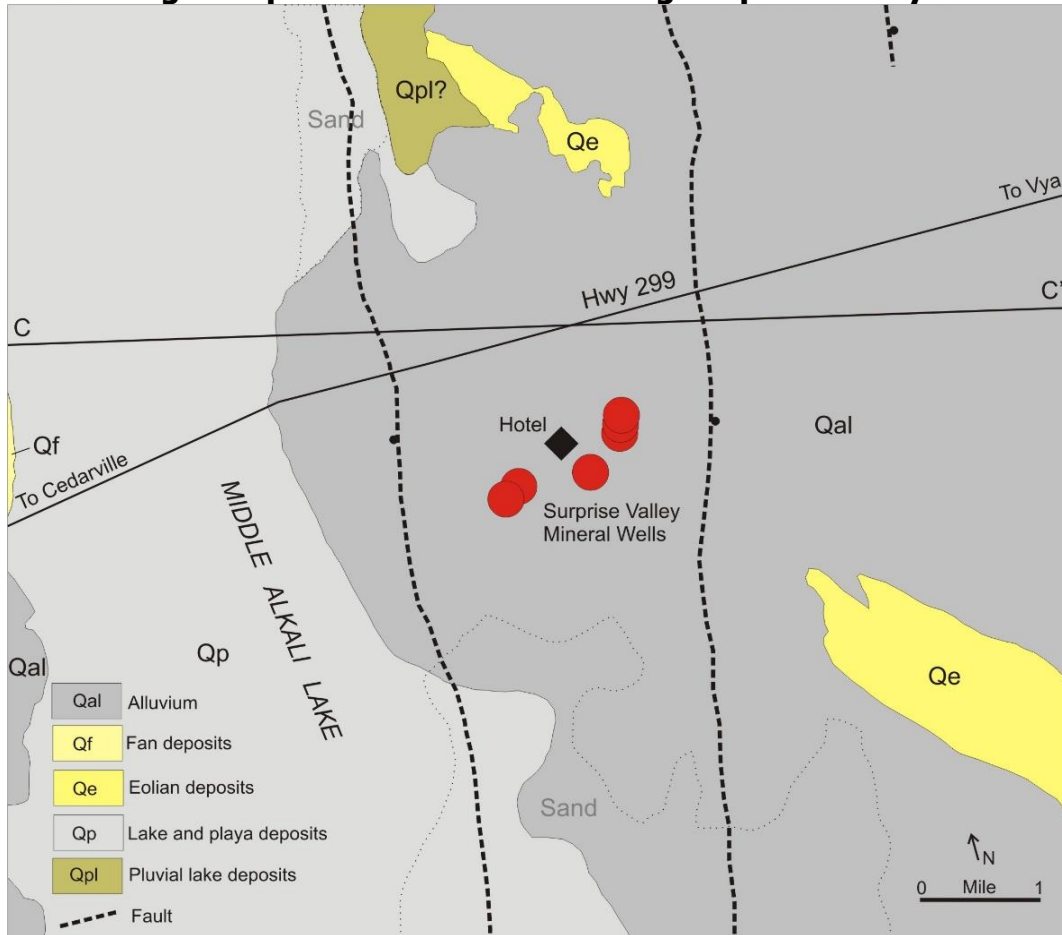 Qpl?
Sand
Qe
To Vya
Hwy 299
C
C'
Qf
Hotel
Qal
To Cedarville
Surprise Valley
Mineral Wells
MIDDLE ALKALI LAKE
Qal
Qp
Qe
Qal Alluvium
Qf Fan deposits
Qe Eolian deposits
Qp Lake and playa deposits
Qpl Pluvial lake deposits
Fault
Sand
N
0 Mile 1